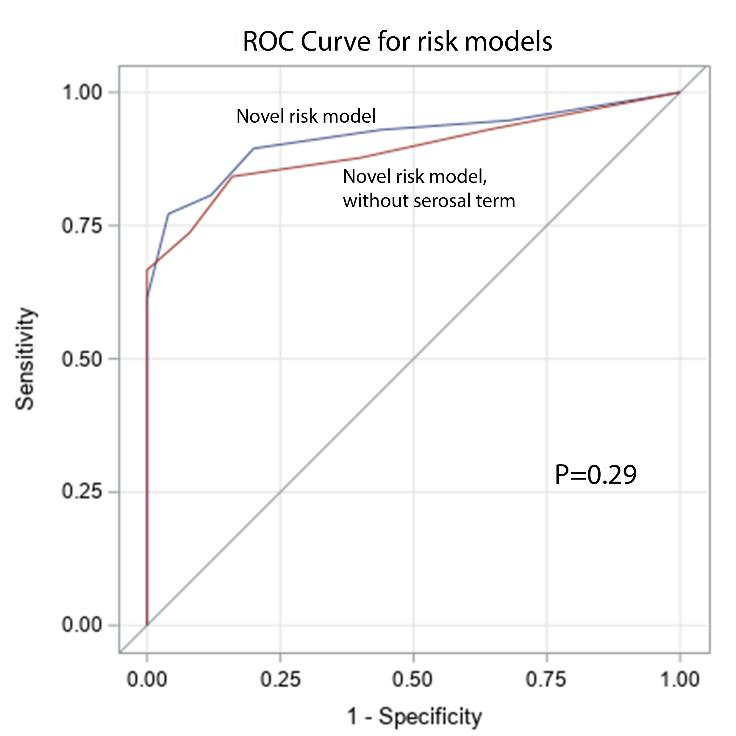 ROC Curve for risk models
1.00
Novel risk model
Novel risk model,
without serosal term
0.75
Sensitivity
0.50
P=0.29
0.25
0.00
0.00 0.25 0.50 0.75 1.00
1 - Specificity